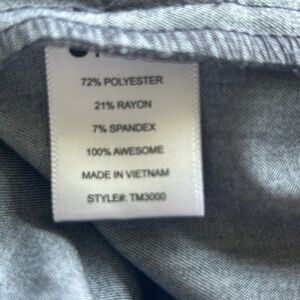 72% POLYESTER
21% RAYON
7% SPANDEX
100% AWESOME
MADE IN VIETNAM
STYLE#: TM3000